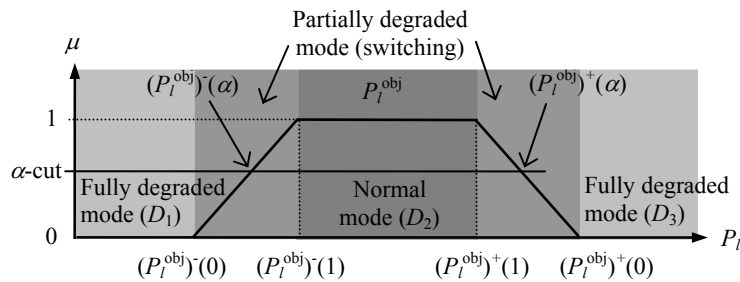 Partially degraded
mode (switching)
μ
(P_l^obj)^-(α)
P_l^obj
(P_l^obj)^+(α)
1
α-cut
Fully degraded
mode (D_1)
Normal
mode (D_2)
Fully degraded
mode (D_3)
0
P_l
(P_l^obj)^-(0)
(P_l^obj)^-(1)
(P_l^obj)^+(1)
(P_l^obj)^+(0)